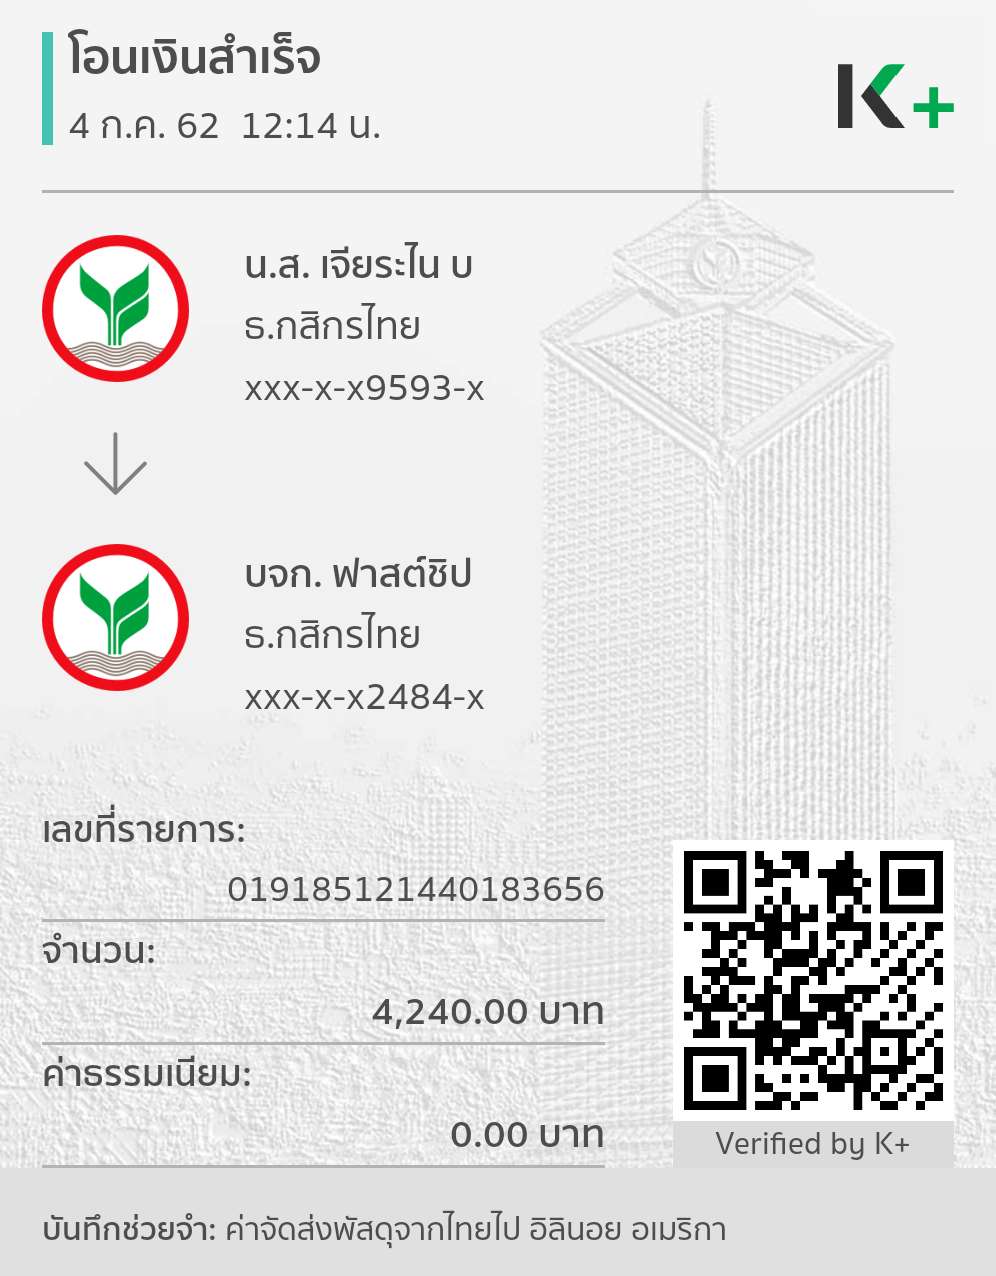 โอนเงินสำเร็จ
4 ก.ค. 62 12:14 น.
K+
น.ส. เจียระไน บ
ธ.กสิกรไทย
xxx-x-x9593-x
บจก. ฟาสต์ชิป
ธ.กสิกรไทย
xxx-x-x2484-x
เลขที่รายการ:
019185121440183656
จำนวน:
4,240.00 บาท
ค่าธรรมเนียม:
0.00 บาท
Verified by K+
บันทึกช่วยจำ: ค่าจัดส่งพัสดุจากไทยไป อิลินอย อเมริกา